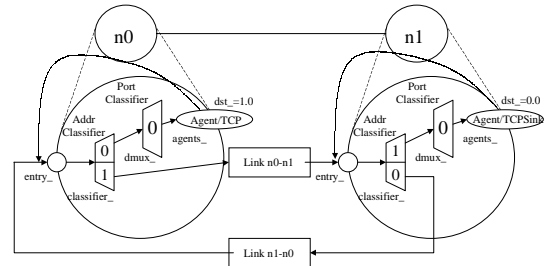 n0
n1
Port
Classifier
dst_=1.0
Addr
Classifier
0
Agent/TCP
0
agents_
dmux_
1
entry_
classifier_
Link n0-n1
Port
Classifier
dst_=0.0
Addr
Classifier
0
Agent/TCPSink
1
agents_
dmux_
0
entry_
classifier_
Link n1-n0